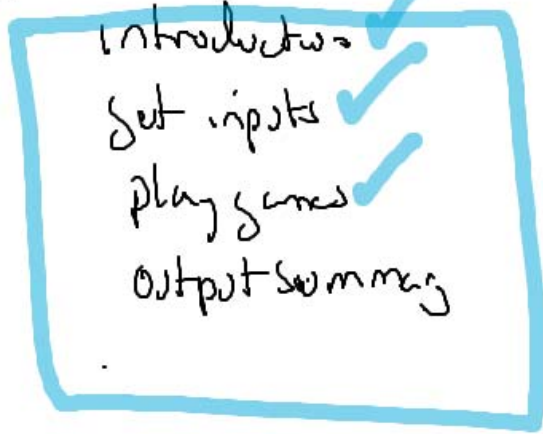 introduction
get inputs
play games
output summary